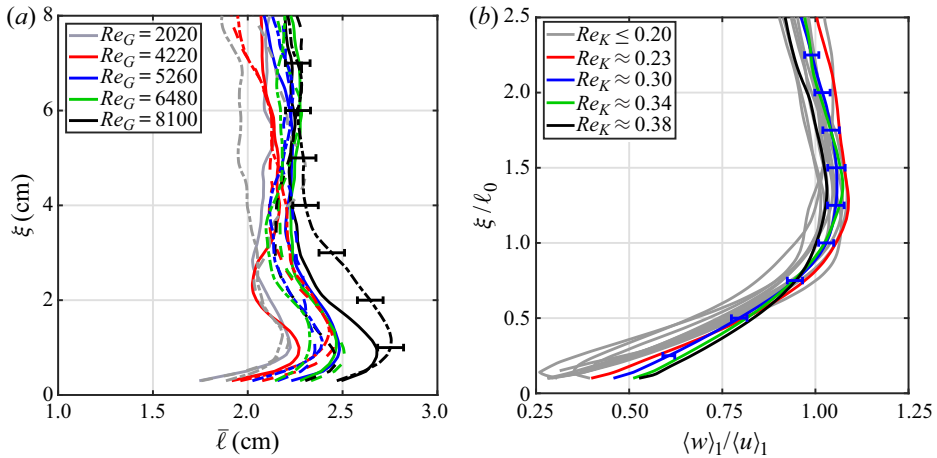 (a)
8
6
4
2
0
ξ (cm)
Re_G = 2020
Re_G = 4220
Re_G = 5260
Re_G = 6480
Re_G = 8100
1.0 1.5 2.0 2.5 3.0
ℓ̅ (cm)
(b)
2.5
2.0
1.5
1.0
0.5
0
ξ/ℓ₀
Re_K ≤ 0.20
Re_K ≈ 0.23
Re_K ≈ 0.30
Re_K ≈ 0.34
Re_K ≈ 0.38
0.25 0.50 0.75 1.00 1.25
⟨w⟩₁/⟨u⟩₁